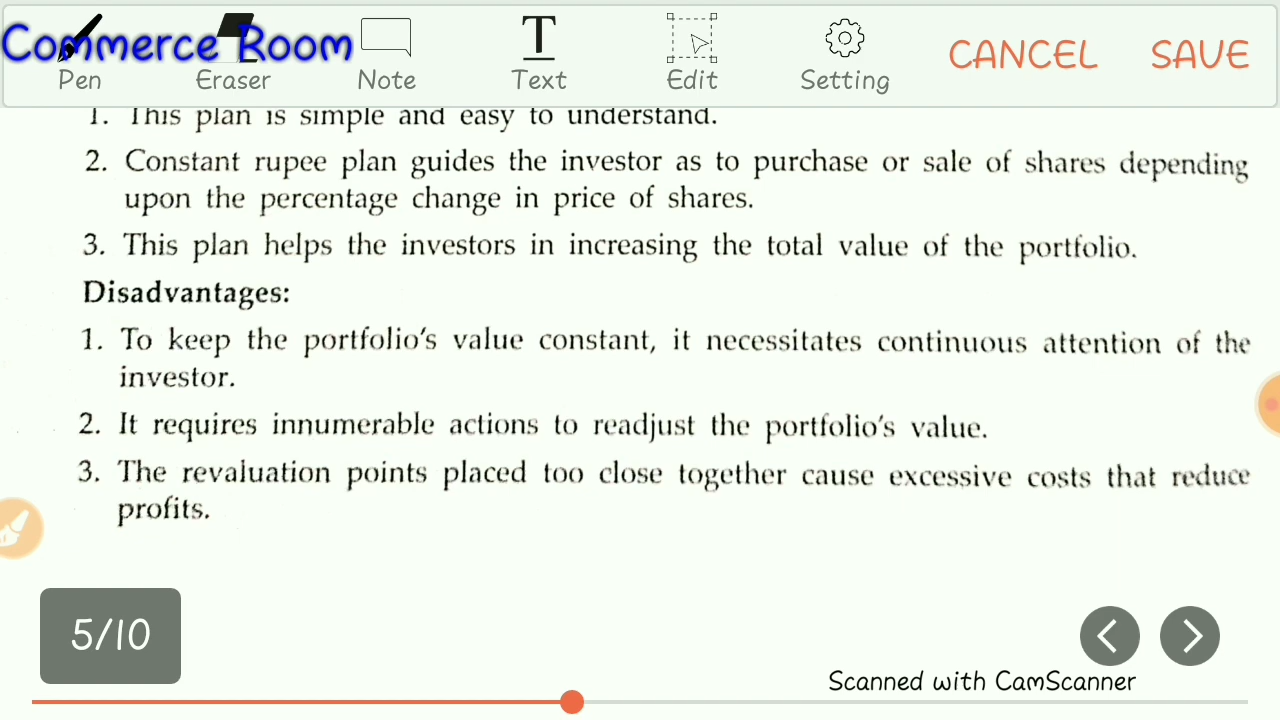 Commerce Room
Pen
Eraser
Note
T
Text
Edit
Setting
CANCEL
SAVE
1. This plan is simple and easy to understand.
2. Constant rupee plan guides the investor as to purchase or sale of shares depending
upon the percentage change in price of shares.
3. This plan helps the investors in increasing the total value of the portfolio.
Disadvantages:
1. To keep the portfolio's value constant, it necessitates continuous attention of the
investor.
2. It requires innumerable actions to readjust the portfolio's value.
3. The revaluation points placed too close together cause excessive costs that reduce
profits.
5/10
Scanned with CamScanner